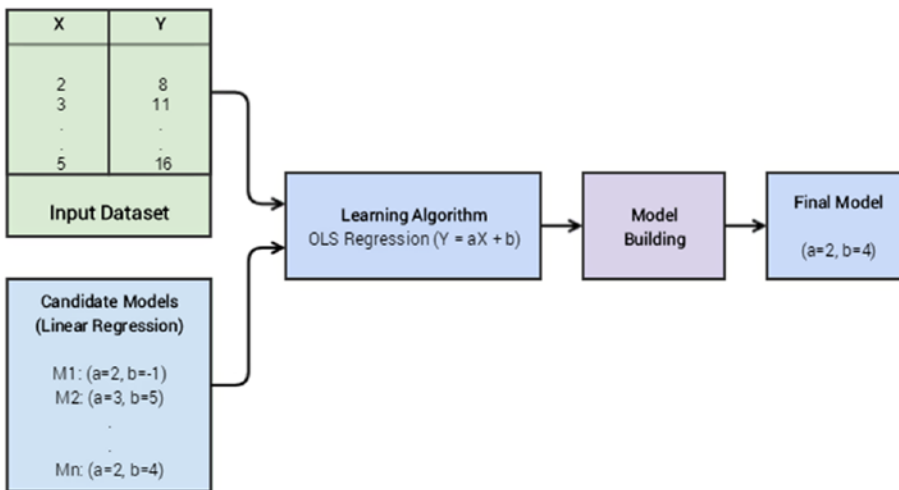 X Y
2 8
3 11
. .
. .
5 16
Input Dataset
Candidate Models
(Linear Regression)
M1: (a=2, b=-1)
M2: (a=3, b=5)
.
.
Mn: (a=2, b=4)
Learning Algorithm
OLS Regression (Y = aX + b)
Model
Building
Final Model
(a=2, b=4)